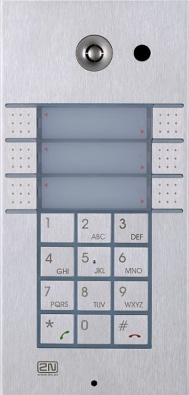 1 2 ABC 3 DEF
4 GHI 5 JKL 6 MNO
7 PQRS 8 TUV 9 WXYZ
* 0 #
2N